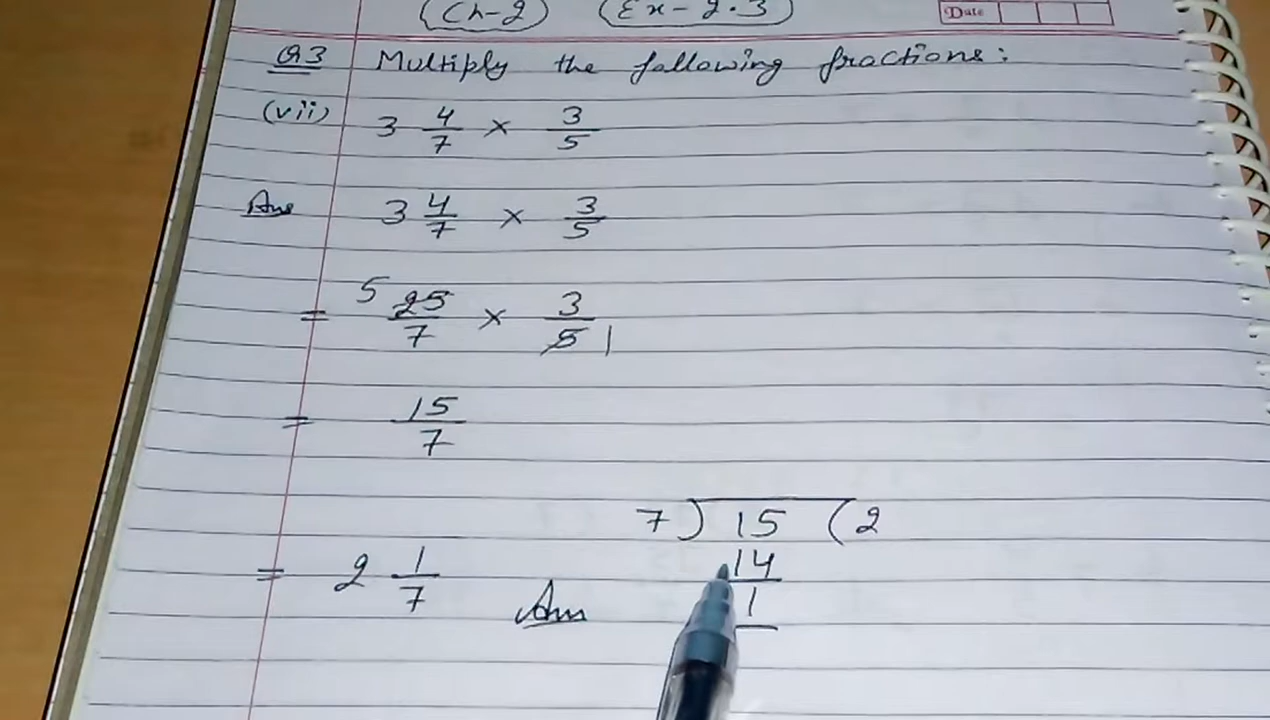 (Ch-2) (Ex-2.3)
Date
Q3 Multiply the following fractions:
(vii) 3 4/7 × 3/5
Ans 3 4/7 × 3/5
= 5 25/7 × 3/5 1
= 15/7
7) 15 (2
14
= 2 1/7 Ans 1